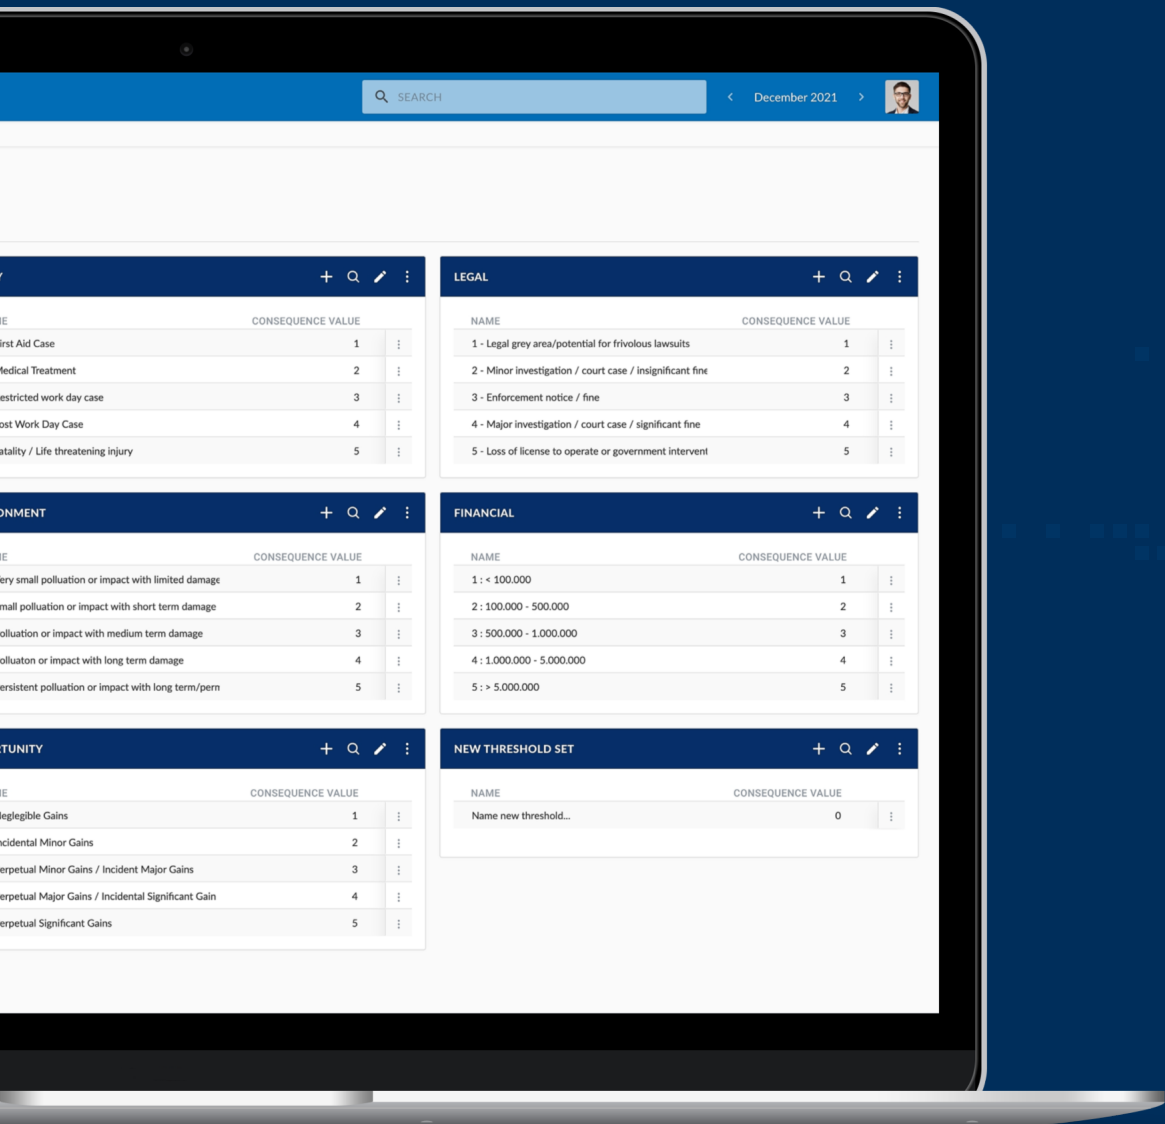 SEARCH
December 2021
Y
LEGAL
NE
CONSEQUENCE VALUE
NAME
CONSEQUENCE VALUE
irst Aid Case
1
1 - Legal grey area/potential for frivolous lawsuits
1
Medical Treatment
2
2 - Minor investigation / court case / insignificant fine
2
estricted work day case
3
3 - Enforcement notice / fine
3
ost Work Day Case
4
4 - Major investigation / court case / significant fine
4
atality / Life threatening injury
5
5 - Loss of license to operate or government intervent
5
ONMENT
FINANCIAL
NE
CONSEQUENCE VALUE
NAME
CONSEQUENCE VALUE
ery small polluation or impact with limited damage
1
1 : < 100.000
1
mall polluation or impact with short term damage
2
2 : 100.000 - 500.000
2
olluation or impact with medium term damage
3
3 : 500.000 - 1.000.000
3
olluaton or impact with long term damage
4
4 : 1.000.000 - 5.000.000
4
ersistent polluation or impact with long term/pern
5
5 : > 5.000.000
5
RTUNITY
NEW THRESHOLD SET
NE
CONSEQUENCE VALUE
NAME
CONSEQUENCE VALUE
Neglegible Gains
1
Name new threshold...
0
ncidental Minor Gains
2
erpetual Minor Gains / Incident Major Gains
3
erpetual Major Gains / Incidental Significant Gain
4
erpetual Significant Gains
5